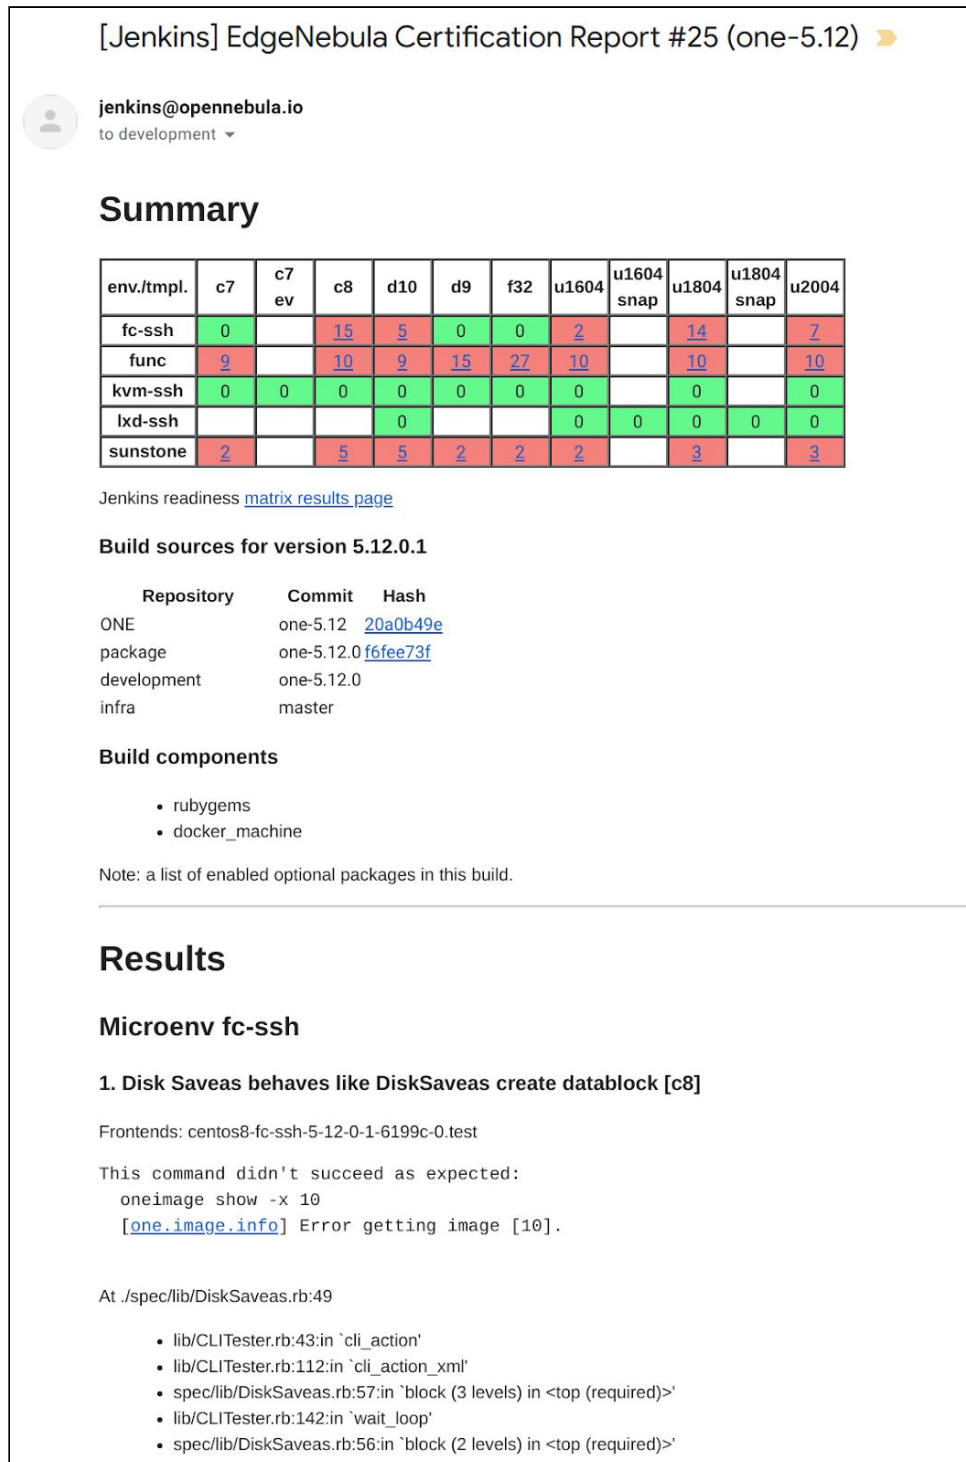 [Jenkins] EdgeNebula Certification Report #25 (one-5.12)
jenkins@opennebula.io
to development
Summary
env./tmpl. c7 c7 ev c8 d10 d9 f32 u1604 u1604 snap u1804 u1804 snap u2004
fc-ssh 0 15 5 0 0 2 14 7
func 9 10 9 15 27 10 10 10
kvm-ssh 0 0 0 0 0 0 0 0 0
lxd-ssh 0 0 0 0 0 0
sunstone 2 5 5 2 2 2 3 3
Jenkins readiness matrix results page
Build sources for version 5.12.0.1
Repository Commit Hash
ONE one-5.12 20a0b49e
package one-5.12.0 f6fee73f
development one-5.12.0
infra master
Build components
• rubygems
• docker_machine
Note: a list of enabled optional packages in this build.
Results
Microenv fc-ssh
1. Disk Saveas behaves like DiskSaveas create datablock [c8]
Frontends: centos8-fc-ssh-5-12-0-1-6199c-0.test
This command didn't succeed as expected:
oneimage show -x 10
[one.image.info] Error getting image [10].
At ./spec/lib/DiskSaveas.rb:49
• lib/CLITester.rb:43:in `cli_action'
• lib/CLITester.rb:112:in `cli_action_xml'
• spec/lib/DiskSaveas.rb:57:in `block (3 levels) in <top (required)>'
• lib/CLITester.rb:142:in `wait_loop'
• spec/lib/DiskSaveas.rb:56:in `block (2 levels) in <top (required)>'